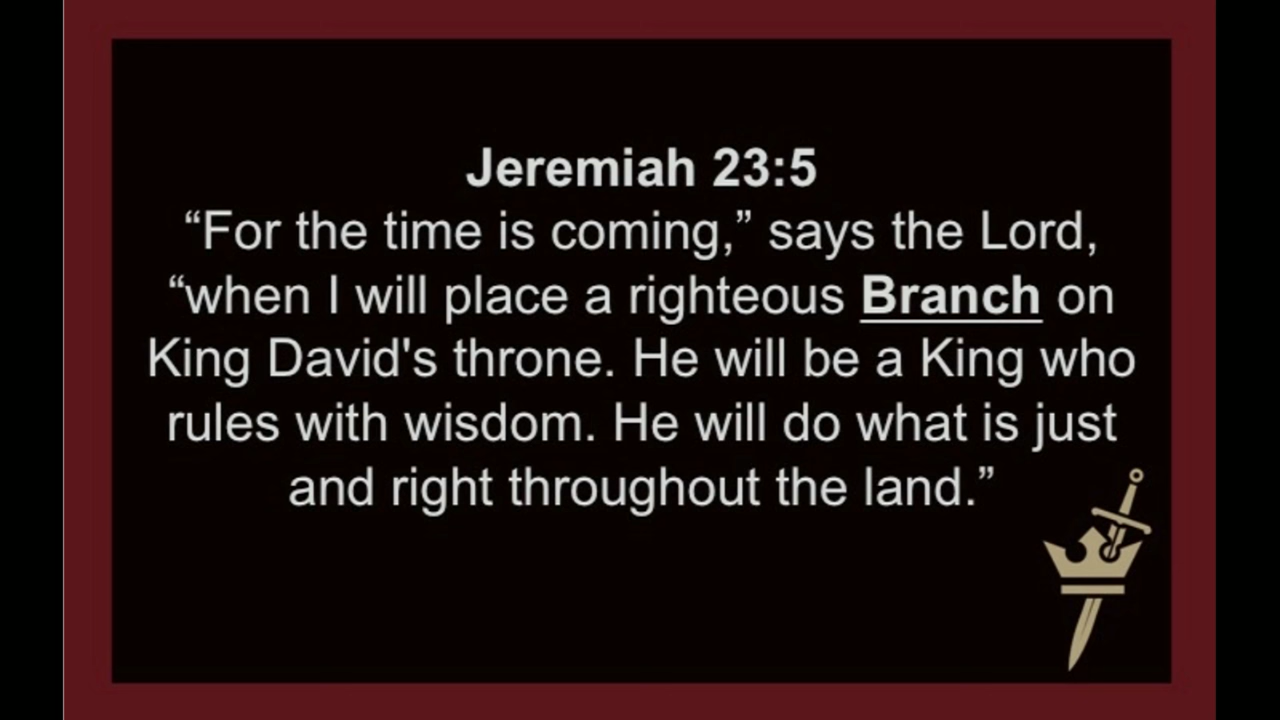 Jeremiah 23:5
“For the time is coming,” says the Lord,
“when I will place a righteous Branch on
King David's throne. He will be a King who
rules with wisdom. He will do what is just
and right throughout the land.”